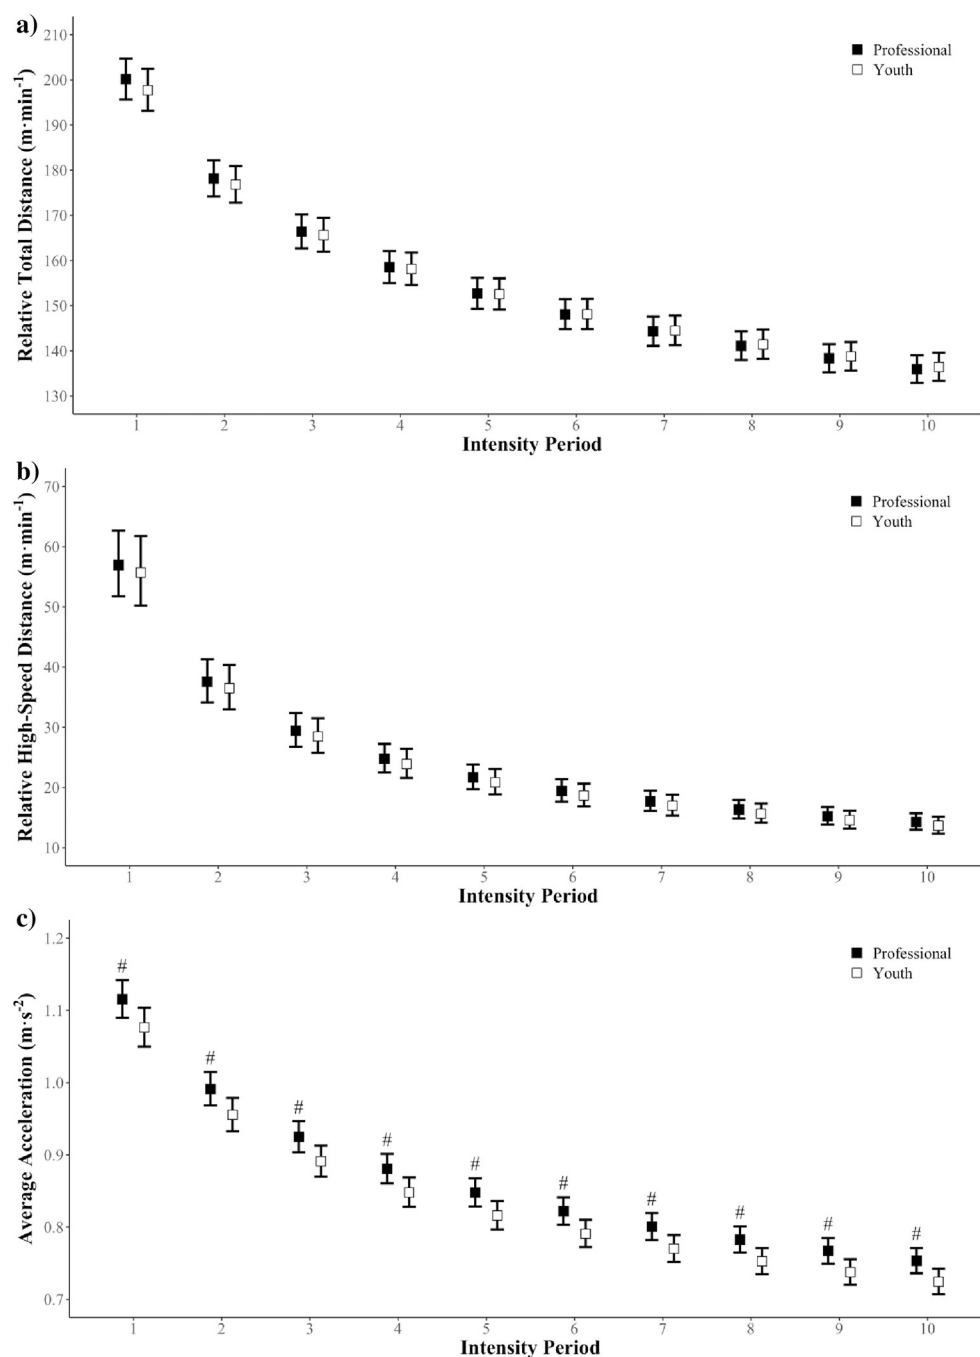 a)
210
200
190
180
170
160
150
140
130
Relative Total Distance (m·min⁻¹)
Professional
Youth
1 2 3 4 5 6 7 8 9 10
Intensity Period
b)
70
60
50
40
30
20
10
Relative High-Speed Distance (m·min⁻¹)
Professional
Youth
1 2 3 4 5 6 7 8 9 10
Intensity Period
c)
1.2
1.1
1.0
0.9
0.8
0.7
Average Acceleration (m·s⁻²)
Professional
Youth
# # # # # # # # # #
1 2 3 4 5 6 7 8 9 10
Intensity Period